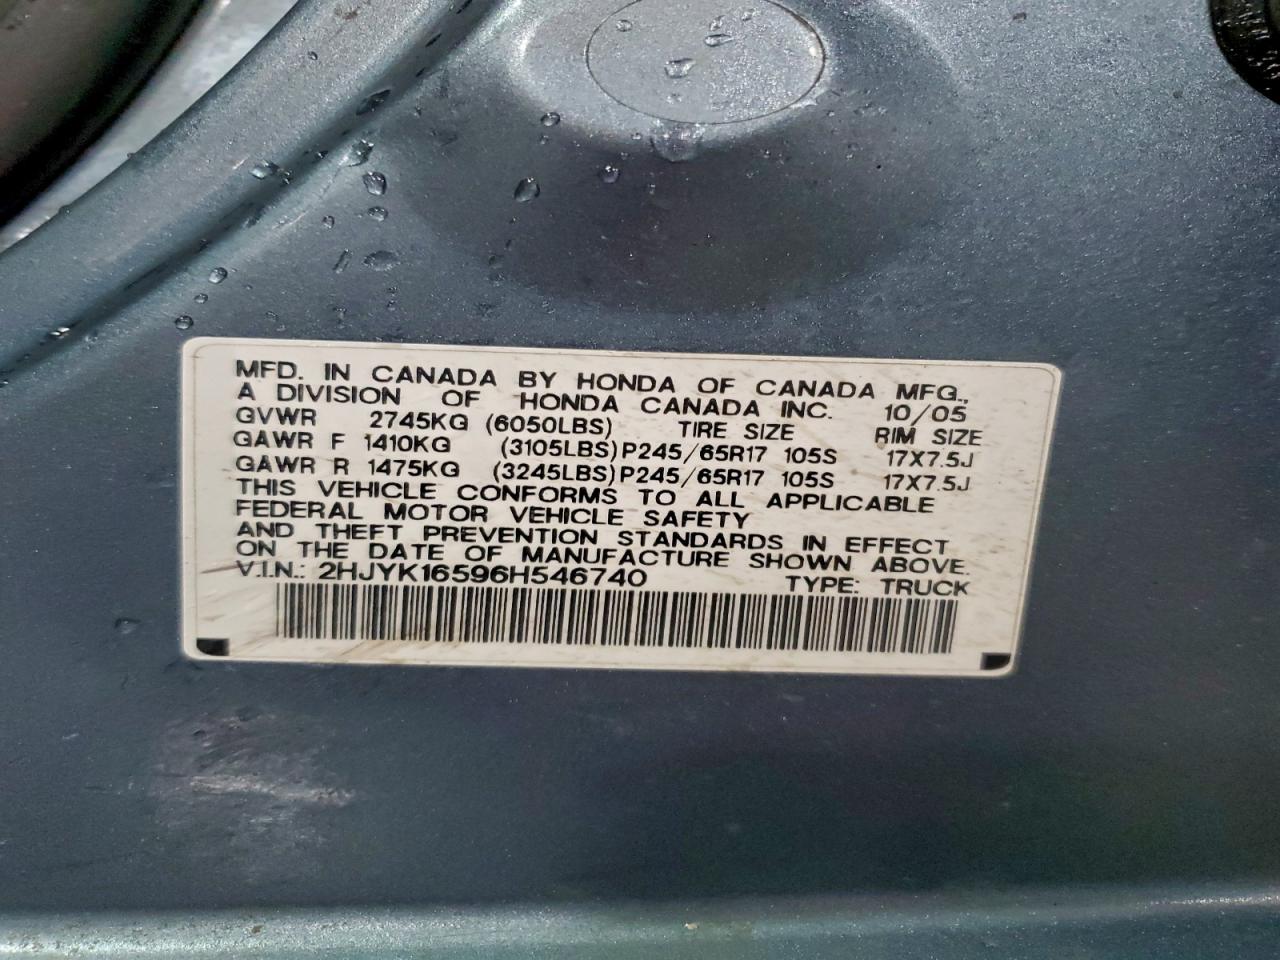 MFD. IN CANADA BY HONDA OF CANADA MFG.,
A DIVISION OF HONDA CANADA INC. 10/05
GVWR 2745KG (6050LBS) TIRE SIZE RIM SIZE
GAWR F 1410KG (3105LBS) P245/65R17 105S 17X7.5J
GAWR R 1475KG (3245LBS) P245/65R17 105S 17X7.5J
THIS VEHICLE CONFORMS TO ALL APPLICABLE
FEDERAL MOTOR VEHICLE SAFETY
AND THEFT PREVENTION STANDARDS IN EFFECT
ON THE DATE OF MANUFACTURE SHOWN ABOVE.
V.I.N.: 2HJYK16596H546740 TYPE: TRUCK